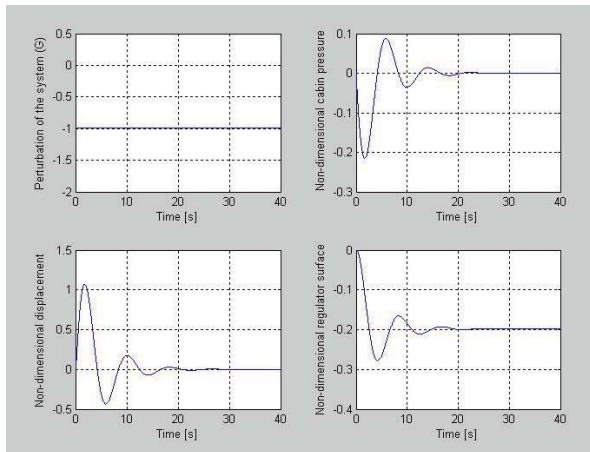 Perturbation of the system (G)
0.5
0
-0.5
-1
-1.5
-2
0 10 20 30 40
Time [s]
Non-dimensional cabin pressure
0.1
0
-0.1
-0.2
-0.3
0 10 20 30 40
Time [s]
Non-dimensional displacement
1.5
1
0.5
0
-0.5
0 10 20 30 40
Time [s]
Non-dimensional regulator surface
0
-0.1
-0.2
-0.3
-0.4
0 10 20 30 40
Time [s]